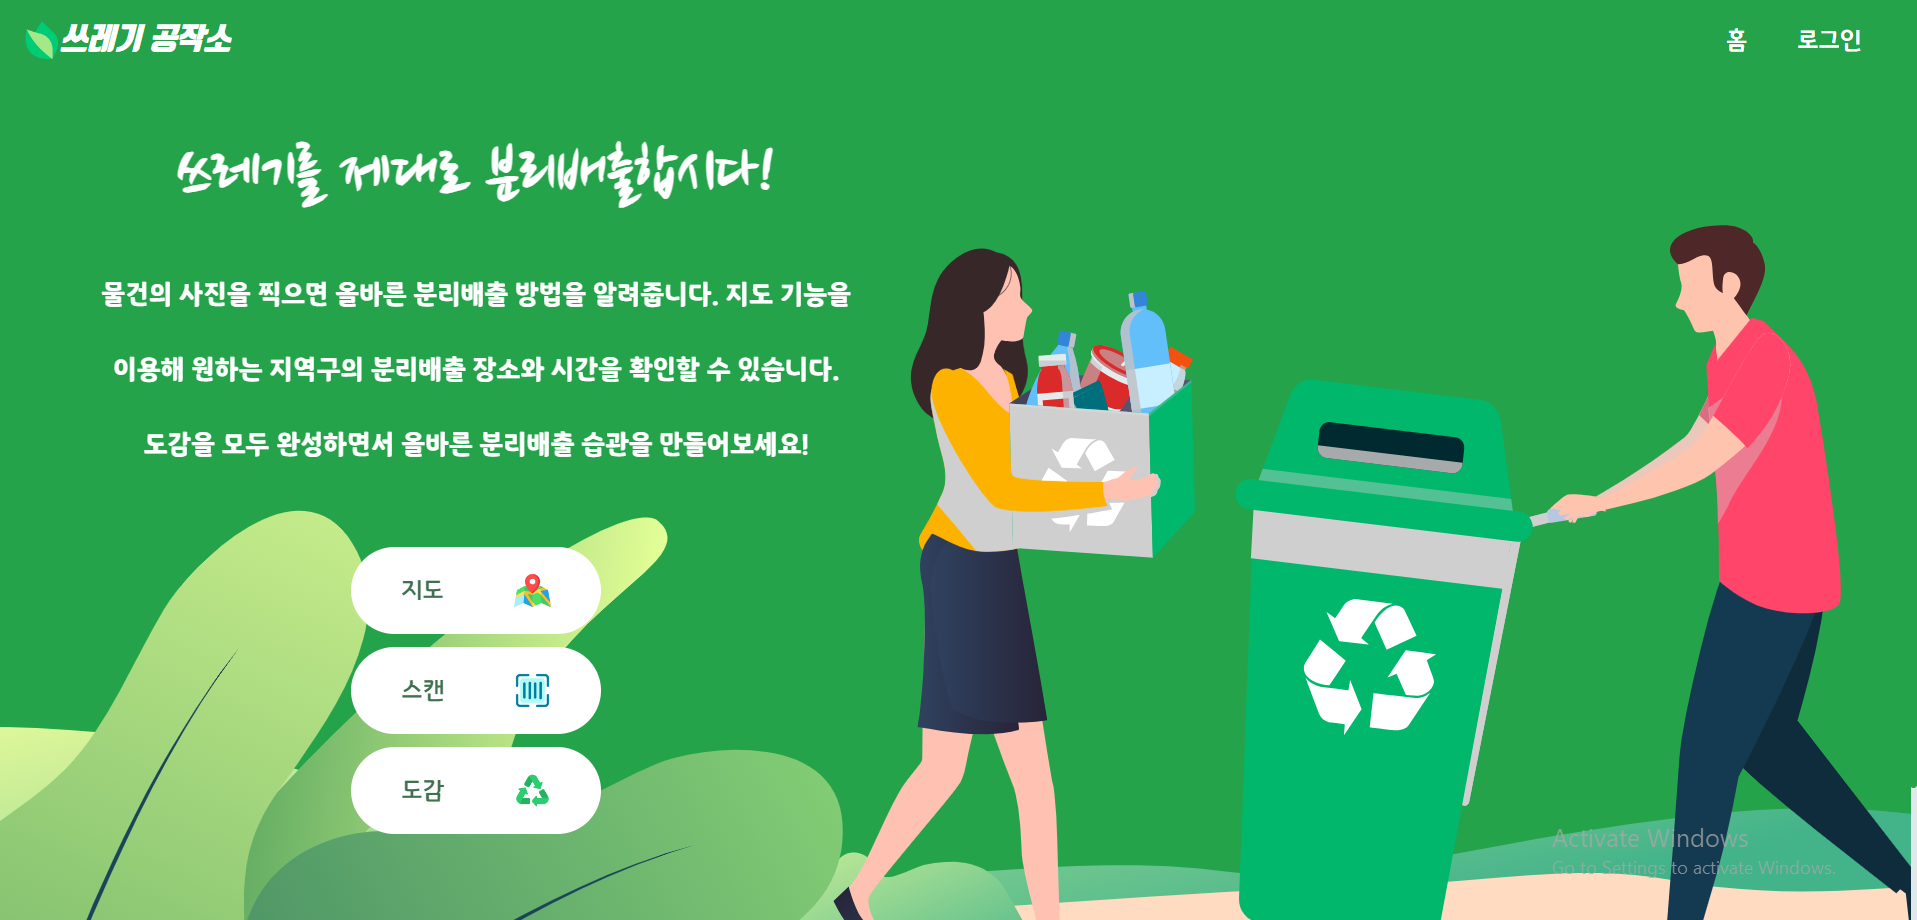 쓰레기 공작소
홈 로그인
쓰레기를 제대로 분리배출합시다!
물건의 사진을 찍으면 올바른 분리배출 방법을 알려줍니다. 지도 기능을
이용해 원하는 지역구의 분리배출 장소와 시간을 확인할 수 있습니다.
도감을 모두 완성하면서 올바른 분리배출 습관을 만들어보세요!
지도
스캔
도감
Activate Windows
Go to Settings to activate Windows.